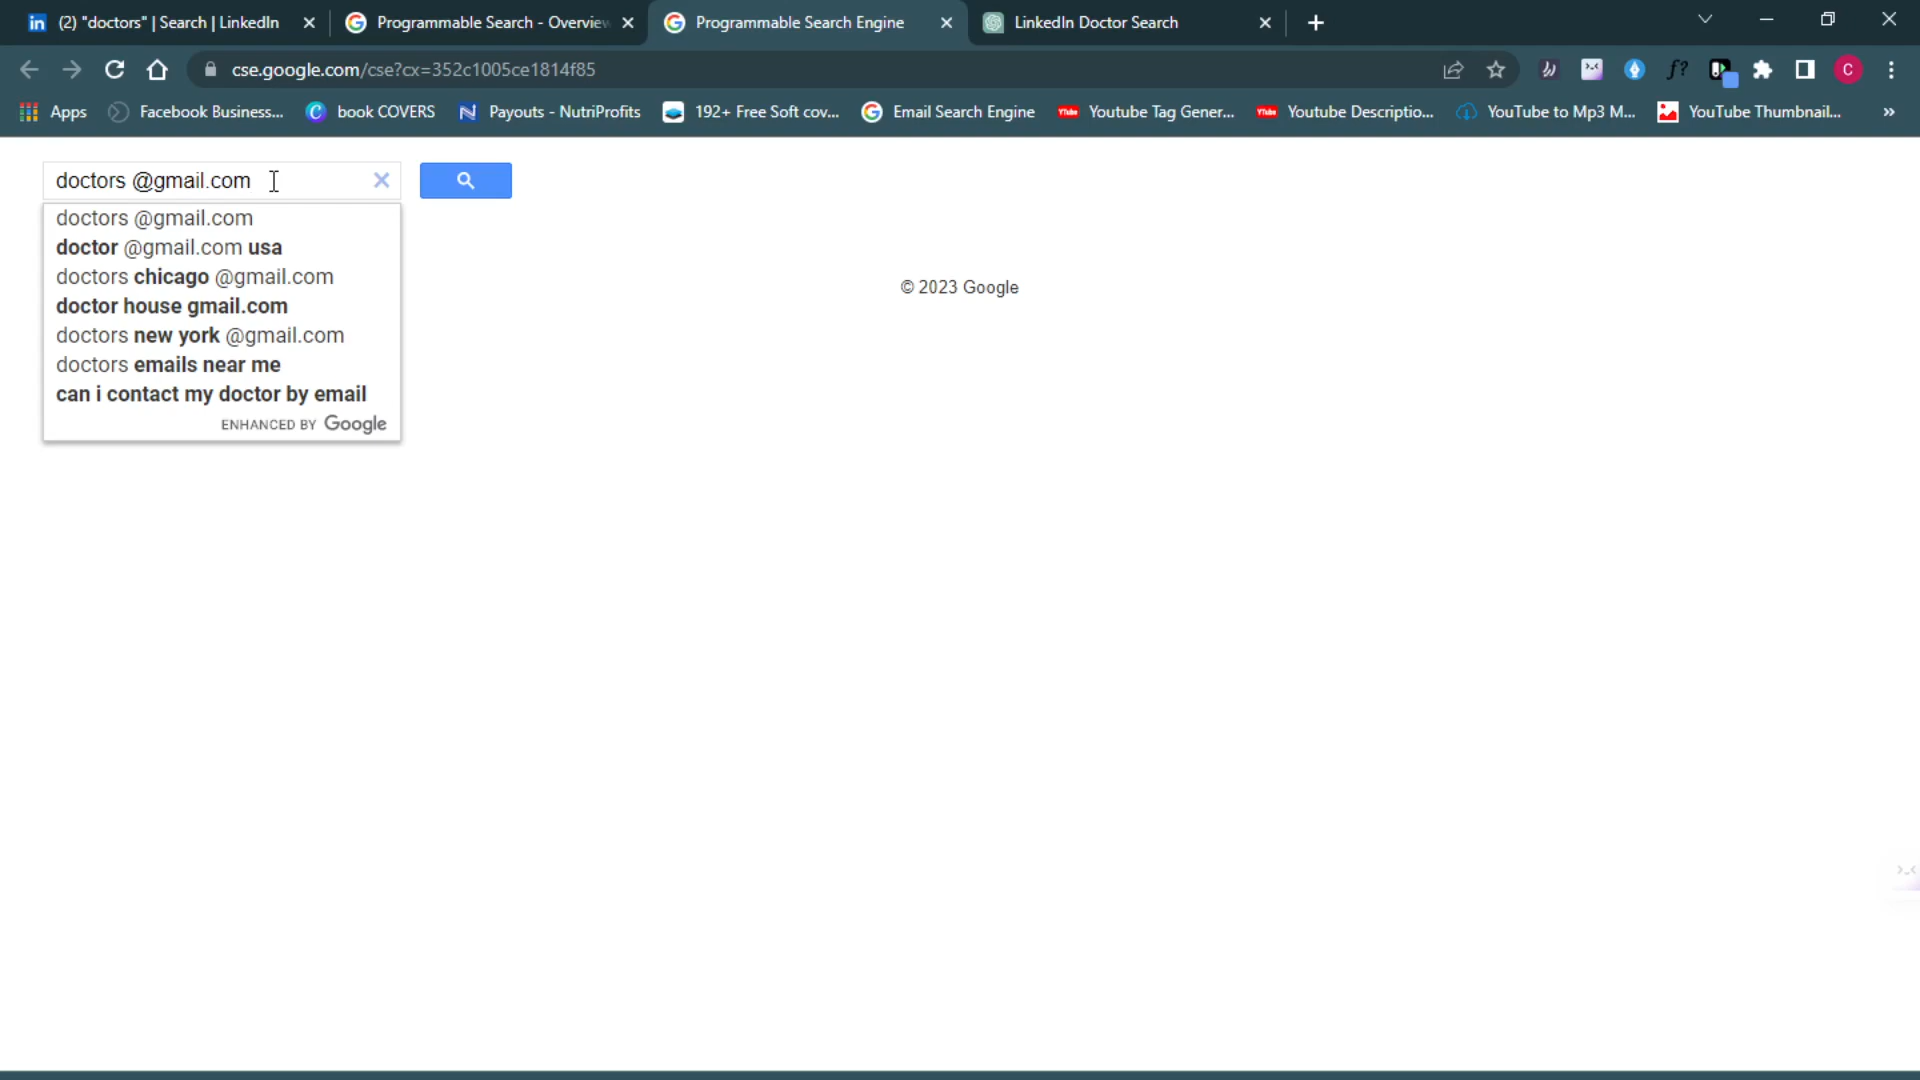 (2) "doctors" | Search | LinkedIn
Programmable Search - Overview
Programmable Search Engine
LinkedIn Doctor Search
cse.google.com/cse?cx=352c1005ce1814f85
C
Apps
Facebook Business...
book COVERS
Payouts - NutriProfits
192+ Free Soft cov...
Email Search Engine
Youtube Tag Gener...
Youtube Descriptio...
YouTube to Mp3 M...
YouTube Thumbnail...
»
doctors @gmail.com
doctors @gmail.com
doctor @gmail.com usa
doctors chicago @gmail.com
doctor house gmail.com
doctors new york @gmail.com
doctors emails near me
can i contact my doctor by email
ENHANCED BY Google
© 2023 Google